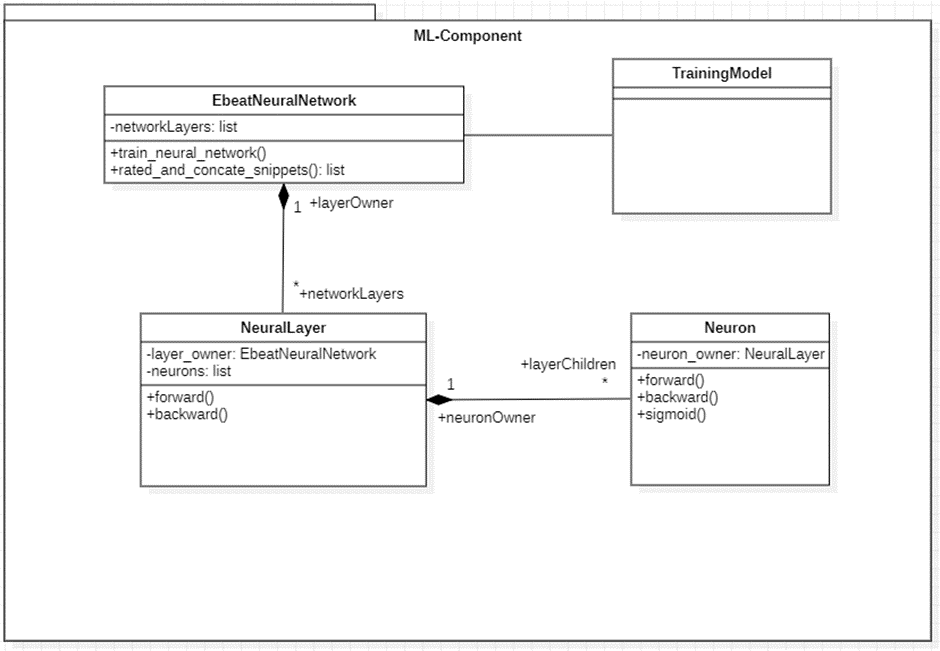 ML-Component
EbeatNeuralNetwork
-networkLayers: list
+train_neural_network()
+rated_and_concate_snippets(): list
TrainingModel
1 +layerOwner
*
+networkLayers
NeuralLayer
-layer_owner: EbeatNeuralNetwork
-neurons: list
+forward()
+backward()
1
+neuronOwner
+layerChildren
*
Neuron
-neuron_owner: NeuralLayer
+forward()
+backward()
+sigmoid()